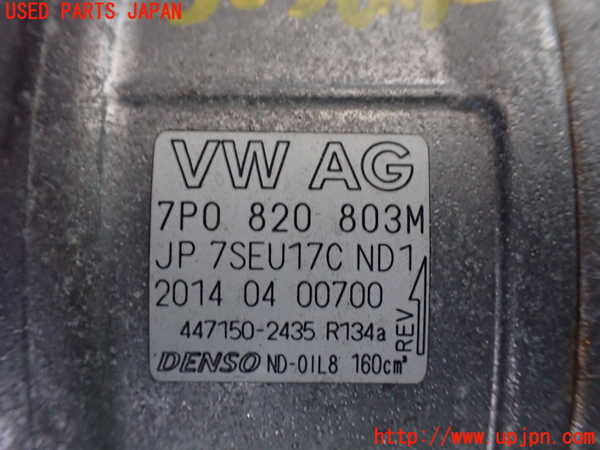 USED PARTS JAPAN
VW AG
7P0 820 803M
JP 7SEU17C ND1
2014 04 00700
447150-2435 R134a
REV
DENSO ND-OIL8 160cm³
http://www.upjpn.com/